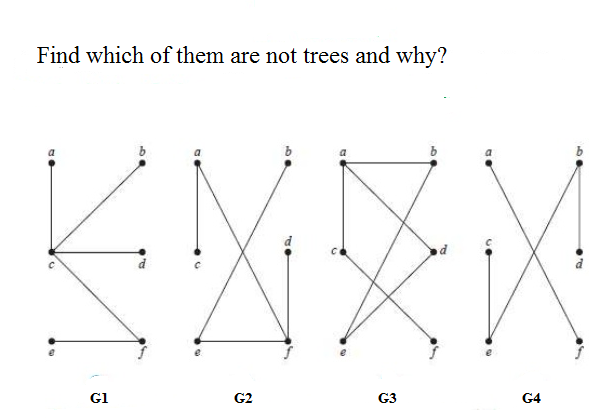 Find which of them are not trees and why?
a b a b a b a b
d c
c d c c d d
e f e f e f e f
G1 G2 G3 G4